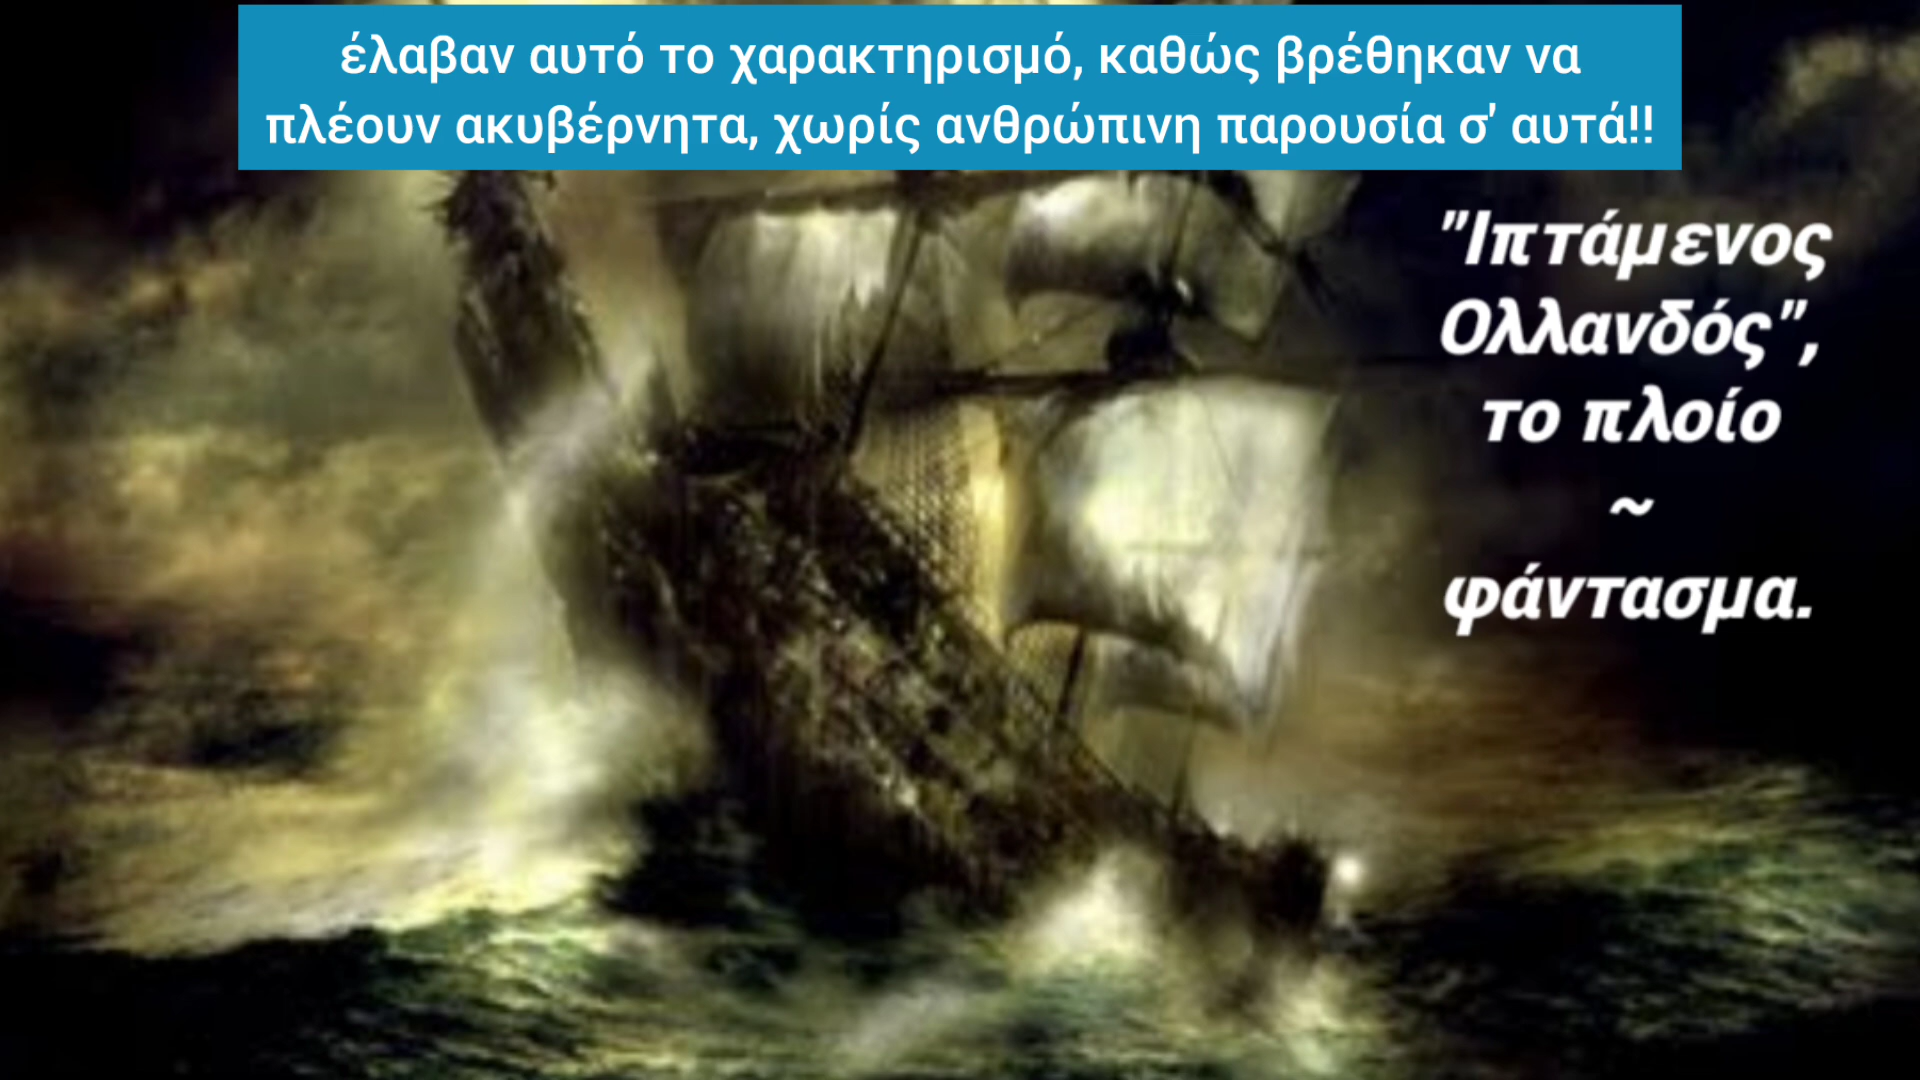 έλαβαν αυτό το χαρακτηρισμό, καθώς βρέθηκαν να
πλέουν ακυβέρνητα, χωρίς ανθρώπινη παρουσία σ' αυτά!!
"Ιπτάμενος
Ολλανδός",
το πλοίο
~
φάντασμα.